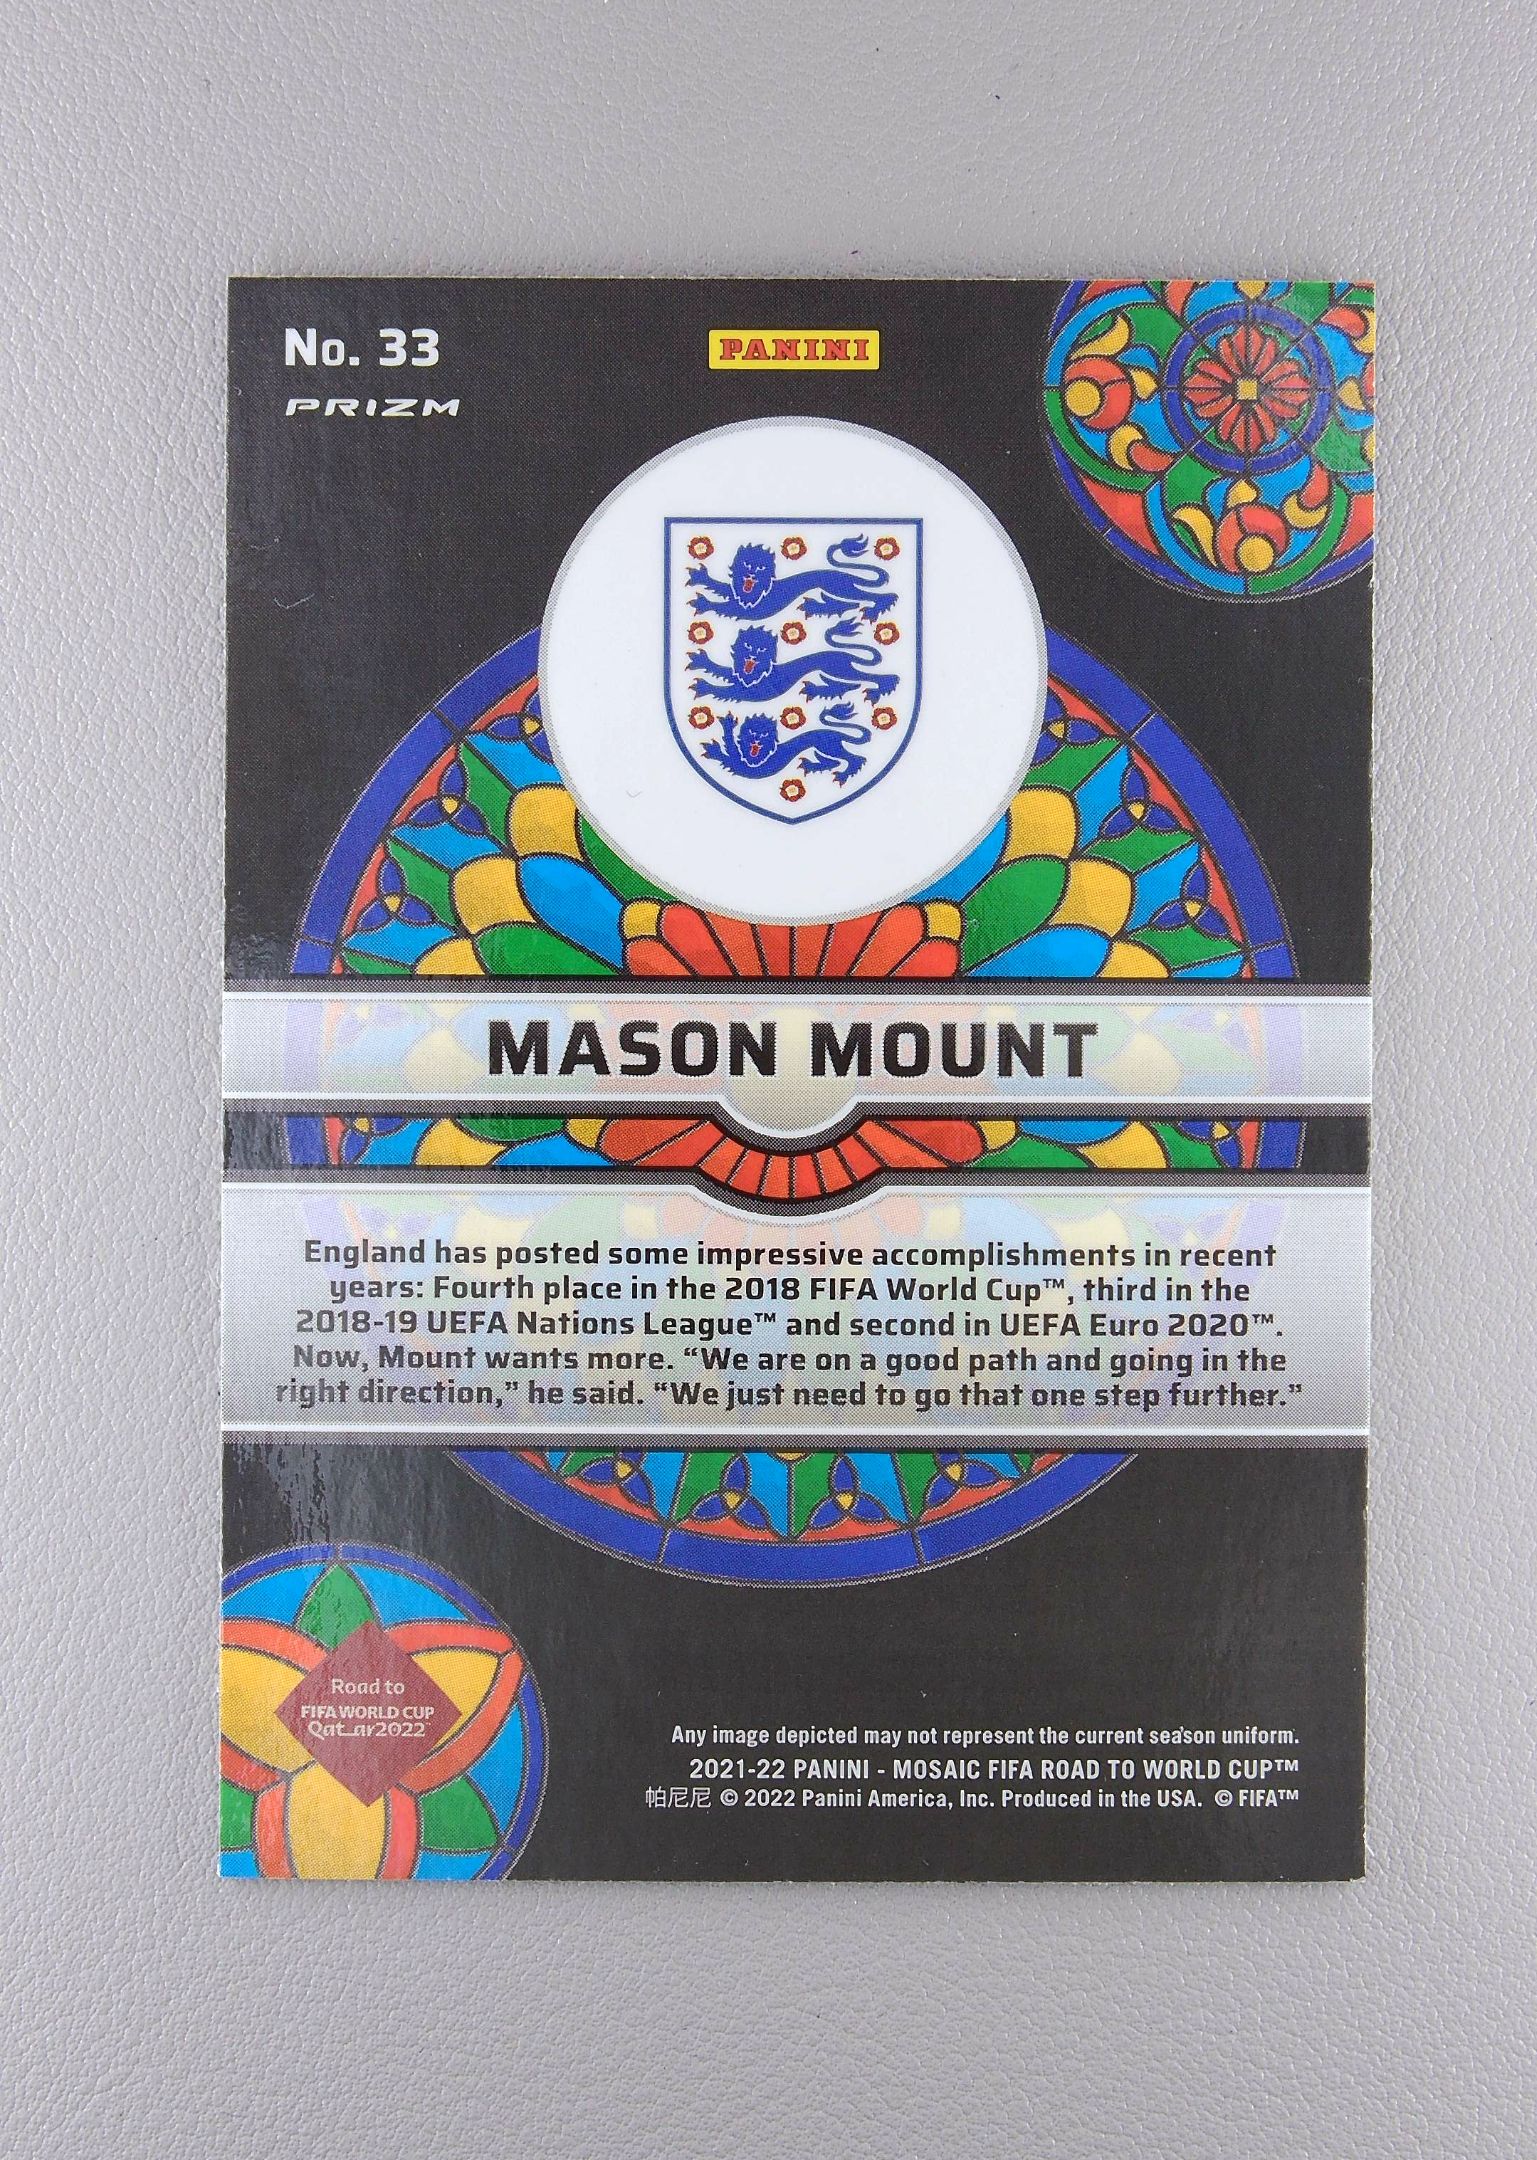 No. 33
PANINI
PRIZM
MASON MOUNT
England has posted some impressive accomplishments in recent
years: Fourth place in the 2018 FIFA World Cup™, third in the
2018-19 UEFA Nations League™ and second in UEFA Euro 2020™.
Now, Mount wants more. “We are on a good path and going in the
right direction,” he said. “We just need to go that one step further.”
Road to
FIFA WORLD CUP
Qatar2022
Any image depicted may not represent the current season uniform.
2021-22 PANINI - MOSAIC FIFA ROAD TO WORLD CUP™
帕尼尼 © 2022 Panini America, Inc. Produced in the USA. © FIFA™